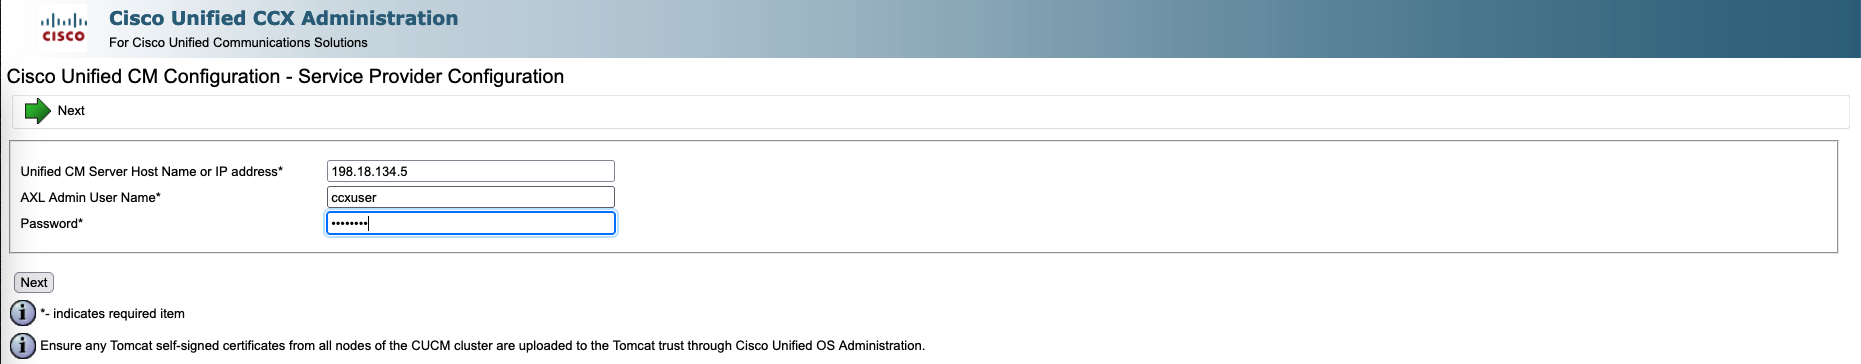 Cisco Unified CCX Administration
CISCO
For Cisco Unified Communications Solutions
Cisco Unified CM Configuration - Service Provider Configuration
Next
Unified CM Server Host Name or IP address* 198.18.134.5
AXL Admin User Name* ccxuser
Password* ••••••••
Next
*- indicates required item
Ensure any Tomcat self-signed certificates from all nodes of the CUCM cluster are uploaded to the Tomcat trust through Cisco Unified OS Administration.